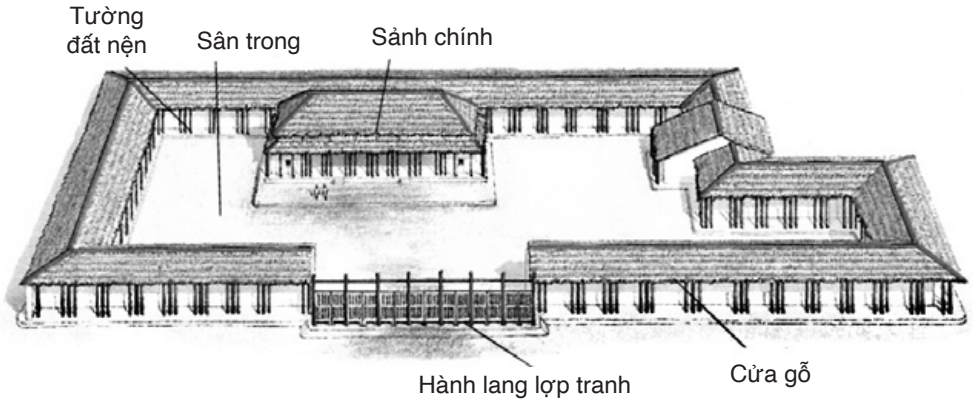 Tường
đất nện
Sân trong
Sảnh chính
Hành lang lợp tranh
Cửa gỗ